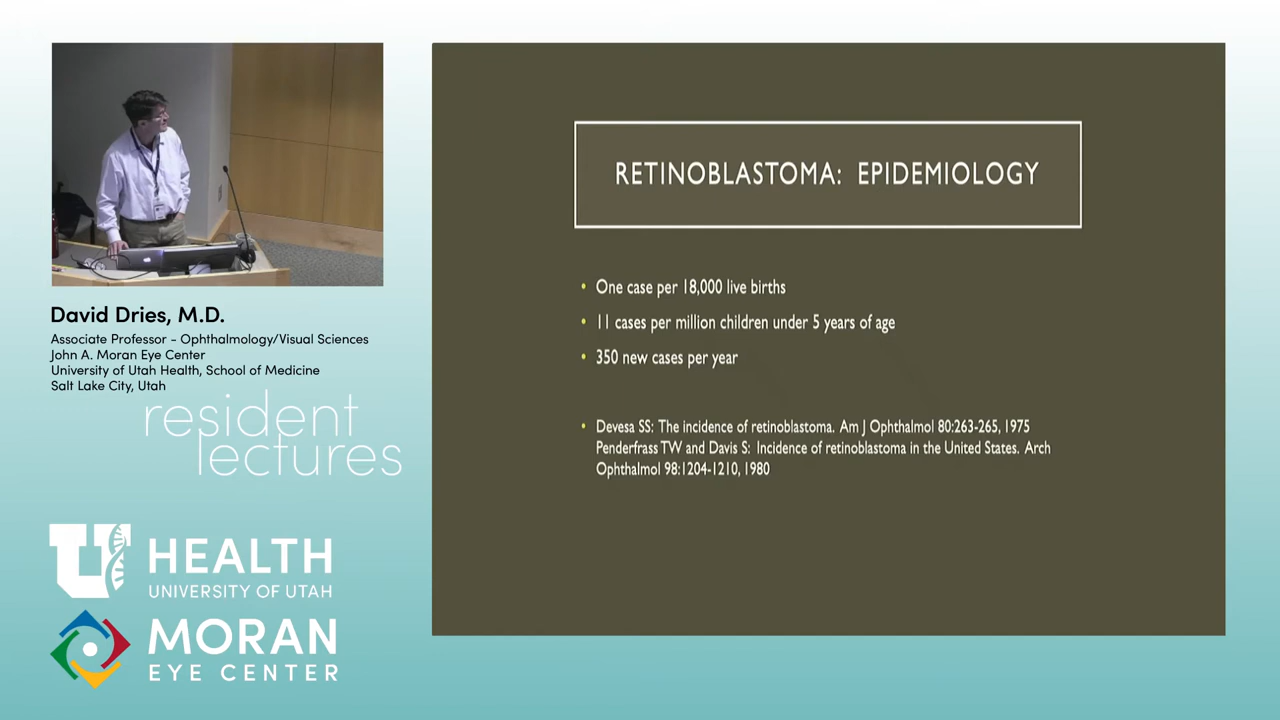 David Dries, M.D.
Associate Professor - Ophthalmology/Visual Sciences
John A. Moran Eye Center
University of Utah Health, School of Medicine
Salt Lake City, Utah
resident
lectures
U
HEALTH
UNIVERSITY OF UTAH
MORAN
EYE CENTER
RETINOBLASTOMA: EPIDEMIOLOGY
• One case per 18,000 live births
• 11 cases per million children under 5 years of age
• 350 new cases per year
• Devesa SS: The incidence of retinoblastoma. Am J Ophthalmol 80:263-265, 1975
Penderfrass TW and Davis S: Incidence of retinoblastoma in the United States. Arch
Ophthalmol 98:1204-1210, 1980